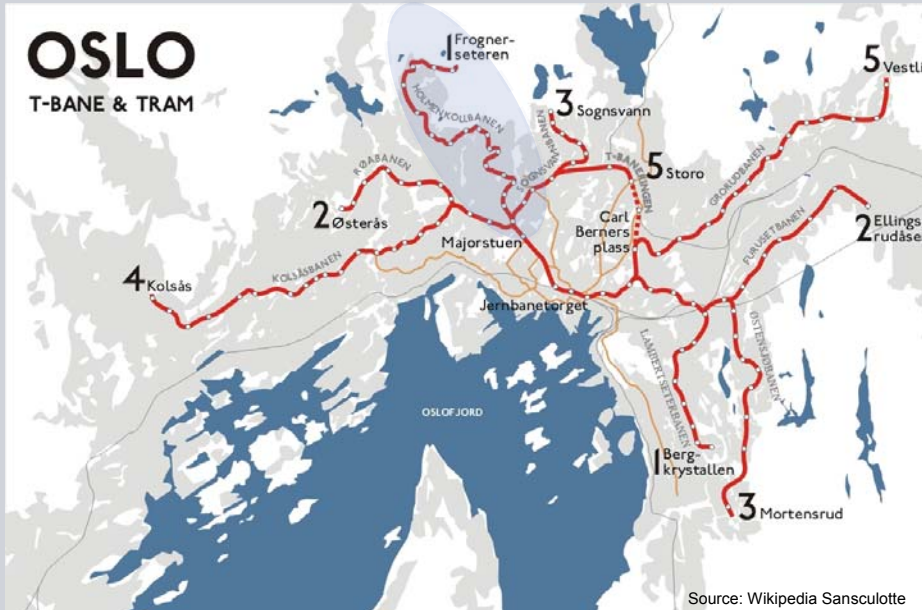 OSLO
T-BANE & TRAM
1 Frogner-
seteren
HOLMENKOLLBANEN
3 Sognsvann
SOGNSVANNBANEN
5 Vestli
T-BANERINGEN
5 Storo
GRORUDBANEN
RØABANEN
2 Østerås
Majorstuen
Carl
Berners
plass
FURUSETBANEN
2 Ellings-
rudåse
4 Kolsås
KOLSÅSBANEN
Jernbanetorget
LAMBERTSETERBANEN
ØSTENSJØBANEN
OSLOFJORD
1 Berg-
krystallen
3 Mortensrud
Source: Wikipedia Sansculotte